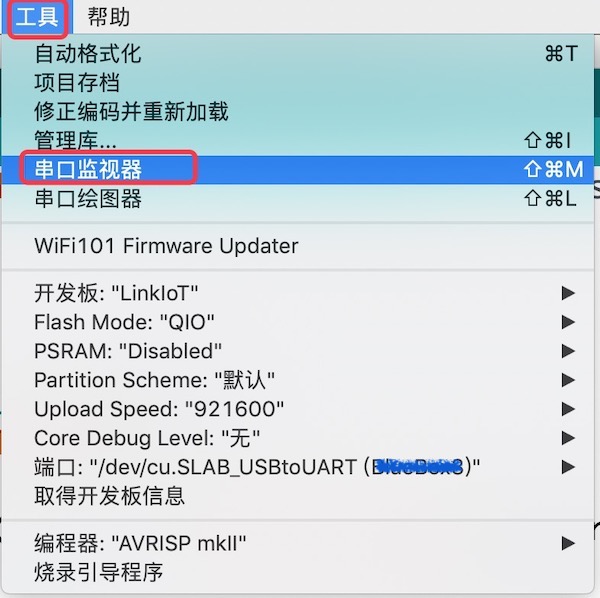 工具 帮助
自动格式化 ⌘T
项目存档
修正编码并重新加载
管理库... ⇧⌘I
串口监视器 ⇧⌘M
串口绘图器 ⇧⌘L
WiFi101 Firmware Updater
开发板: "LinkIoT"
Flash Mode: "QIO"
PSRAM: "Disabled"
Partition Scheme: "默认"
Upload Speed: "921600"
Core Debug Level: "无"
端口: "/dev/cu.SLAB_USBtoUART ()"
取得开发板信息
编程器: "AVRISP mkII"
烧录引导程序